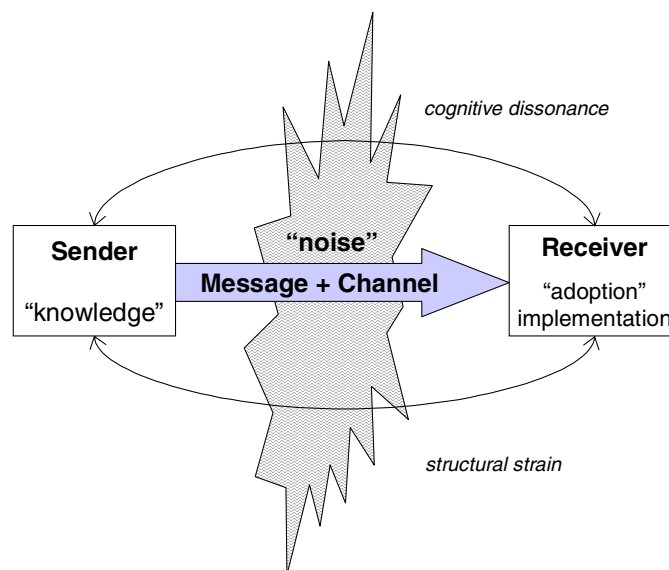 cognitive dissonance
Sender
“knowledge”
“noise”
Message + Channel
Receiver
“adoption”
implementation
structural strain